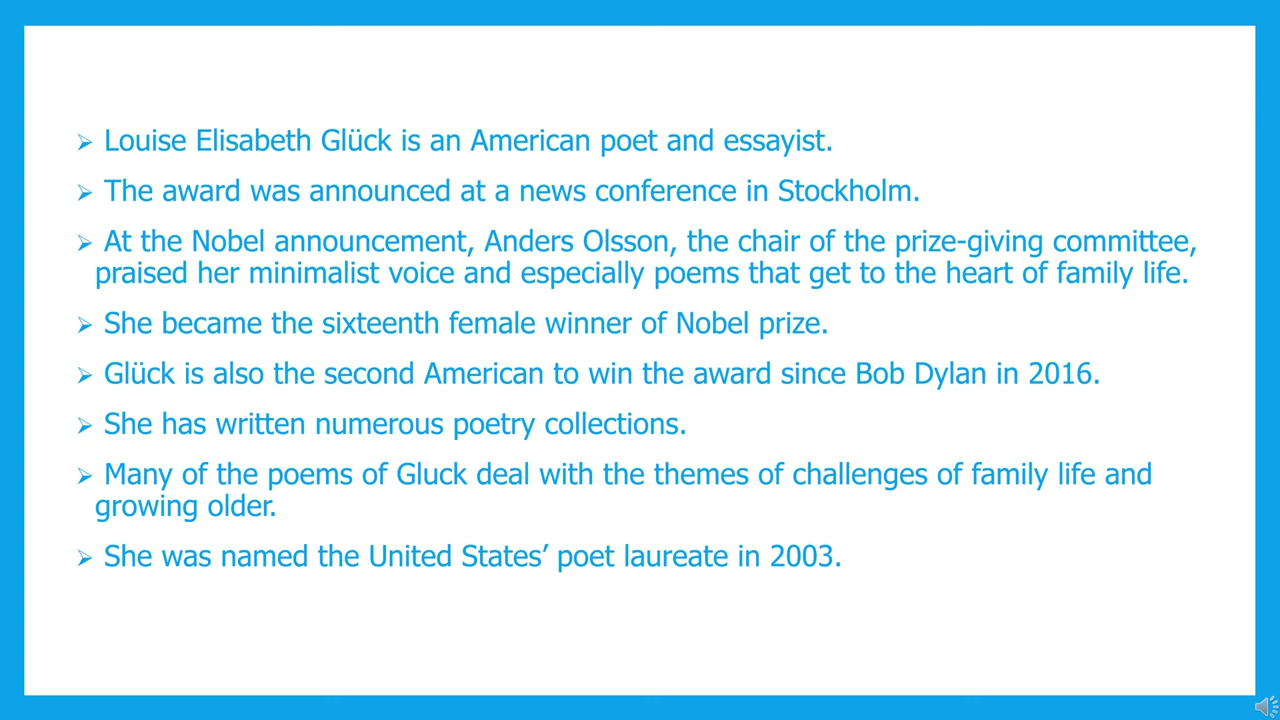 ➢ Louise Elisabeth Glück is an American poet and essayist.
➢ The award was announced at a news conference in Stockholm.
➢ At the Nobel announcement, Anders Olsson, the chair of the prize-giving committee,
praised her minimalist voice and especially poems that get to the heart of family life.
➢ She became the sixteenth female winner of Nobel prize.
➢ Glück is also the second American to win the award since Bob Dylan in 2016.
➢ She has written numerous poetry collections.
➢ Many of the poems of Gluck deal with the themes of challenges of family life and
growing older.
➢ She was named the United States’ poet laureate in 2003.